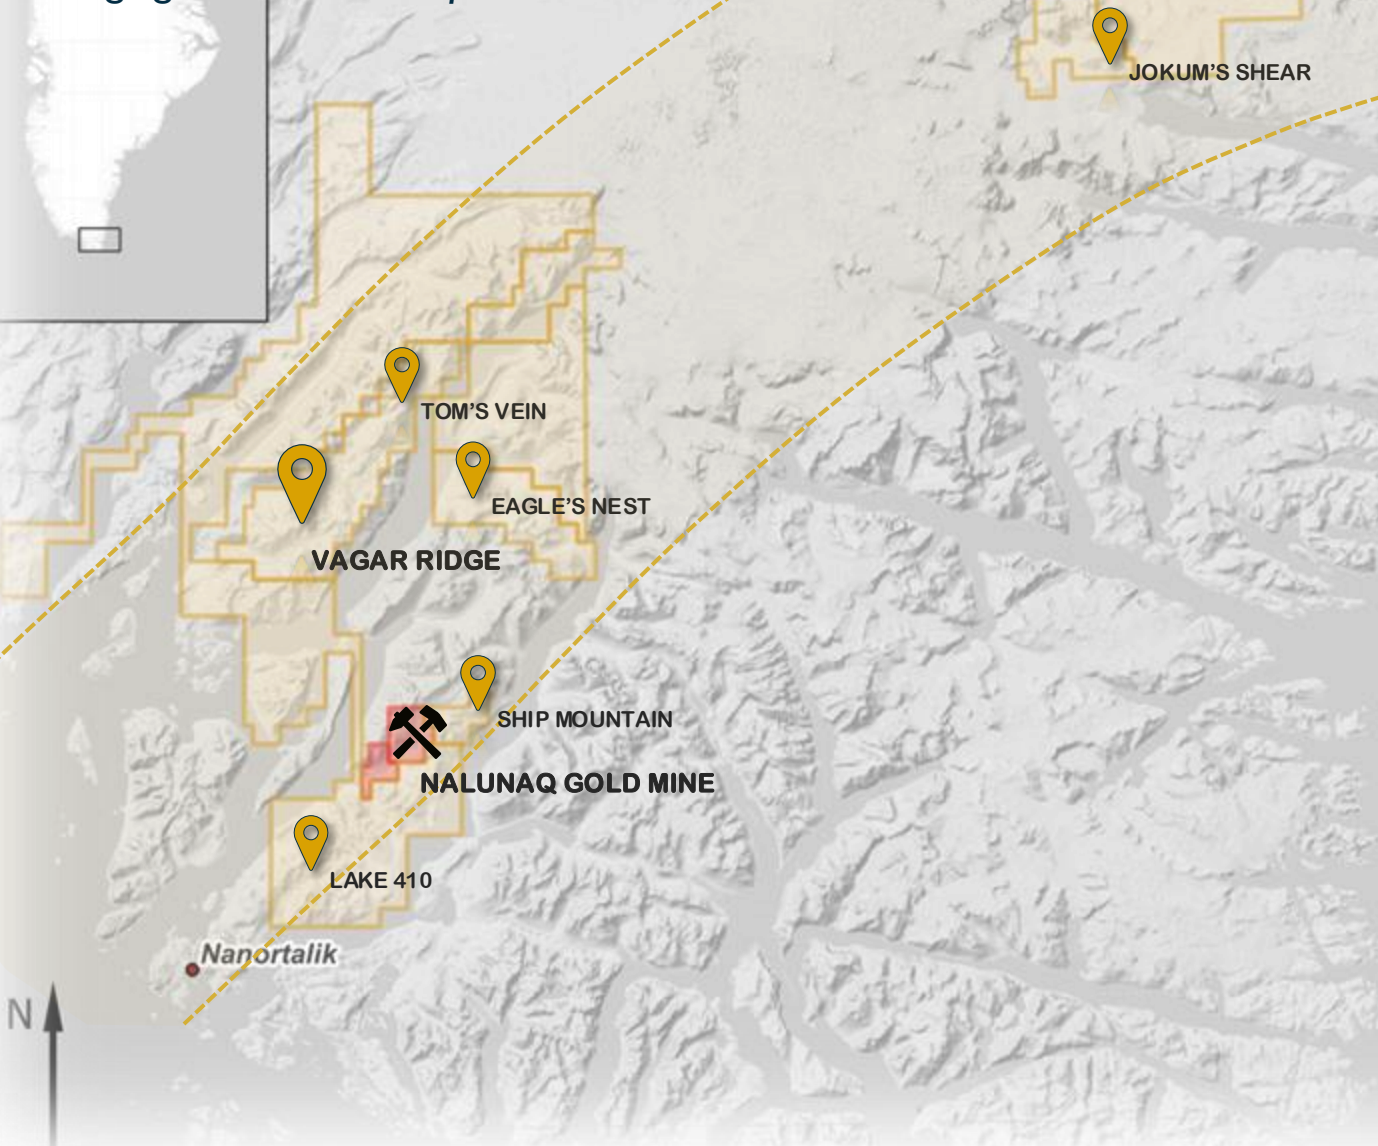 JOKUM'S SHEAR
TOM'S VEIN
EAGLE'S NEST
VAGAR RIDGE
SHIP MOUNTAIN
NALUNAQ GOLD MINE
LAKE 410
Nanortalik
N